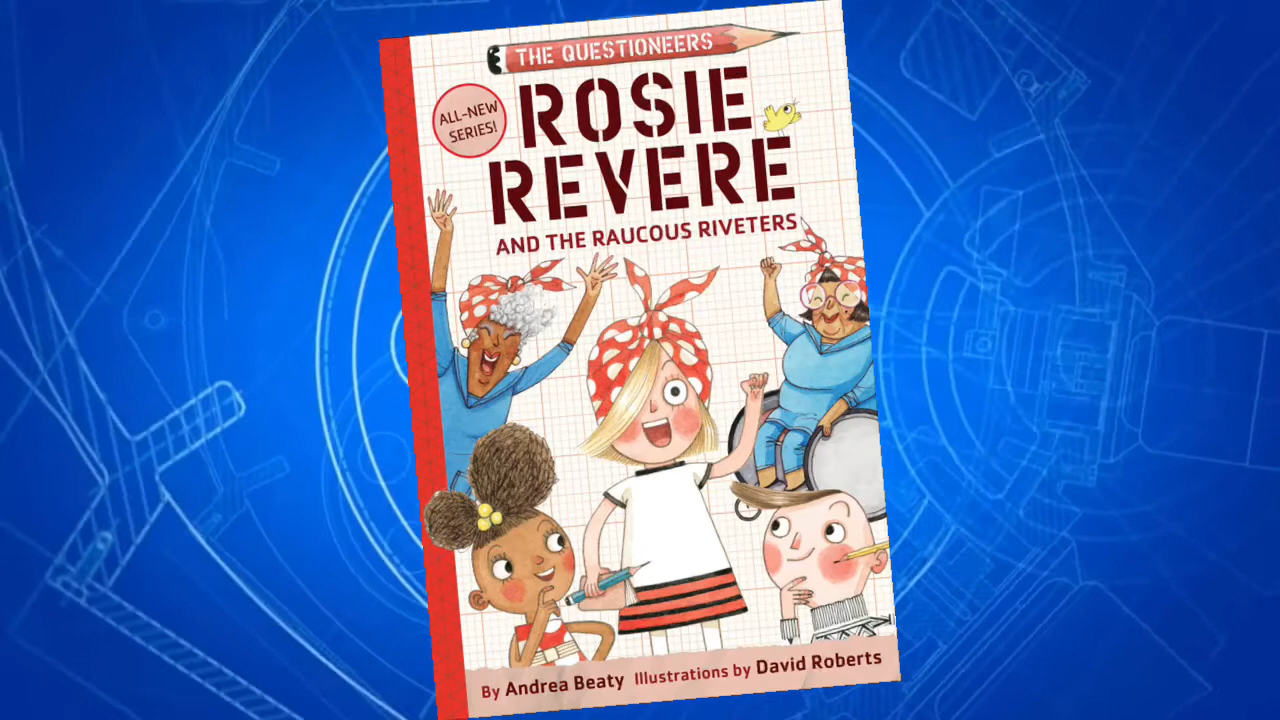 THE QUESTIONEERS
ALL-NEW
SERIES!
ROSIE
REVERE
AND THE RAUCOUS RIVETERS
By Andrea Beaty Illustrations by David Roberts